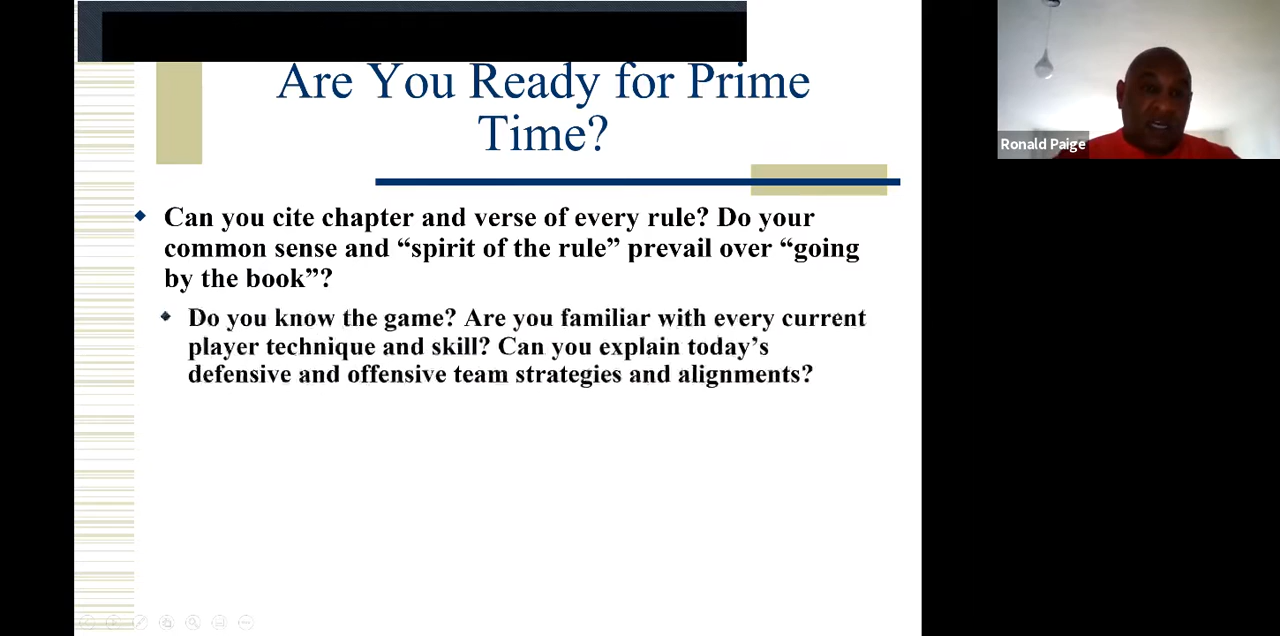 Are You Ready for Prime
Time?
Can you cite chapter and verse of every rule? Do your
common sense and “spirit of the rule” prevail over “going
by the book”?
Do you know the game? Are you familiar with every current
player technique and skill? Can you explain today’s
defensive and offensive team strategies and alignments?
Ronald Paige